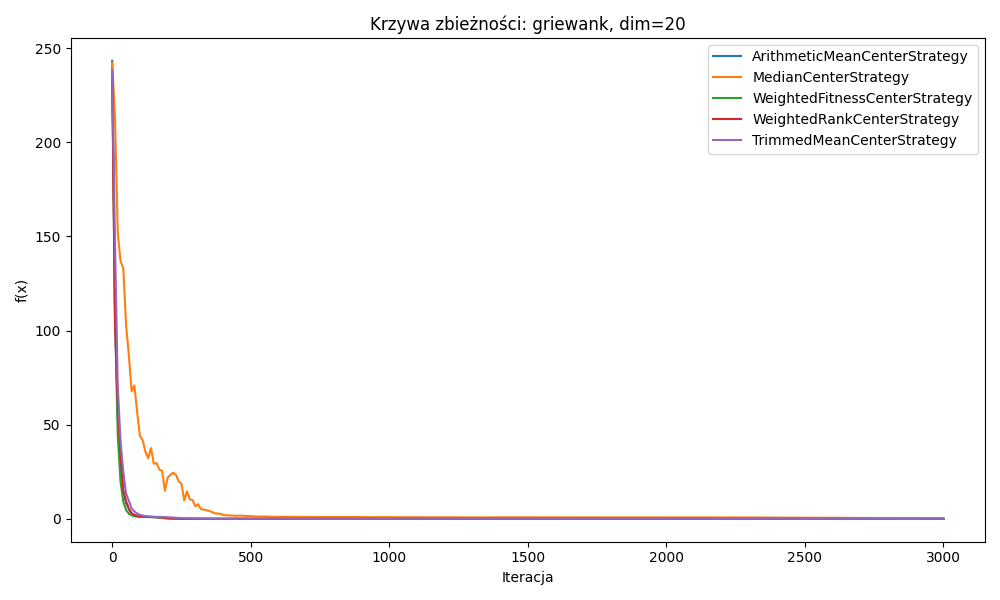 Krzywa zbieżności: griewank, dim=20
ArithmeticMeanCenterStrategy
MedianCenterStrategy
WeightedFitnessCenterStrategy
WeightedRankCenterStrategy
TrimmedMeanCenterStrategy
f(x)
250
200
150
100
50
0
0 500 1000 1500 2000 2500 3000
Iteracja